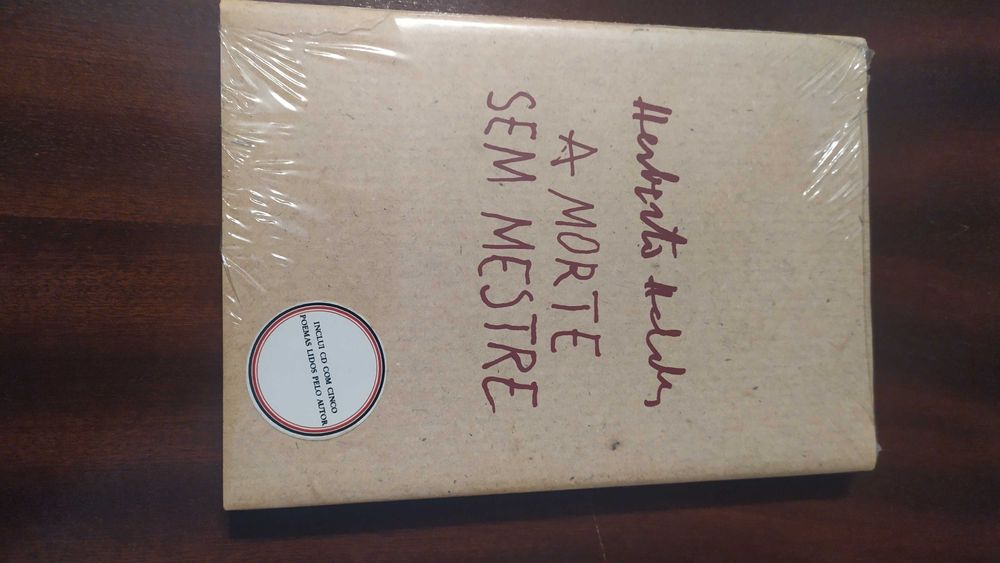 Herberto Helder
A MORTE
SEM MESTRE
INCLUI CD COM CINCO
POEMAS LIDOS PELO AUTOR